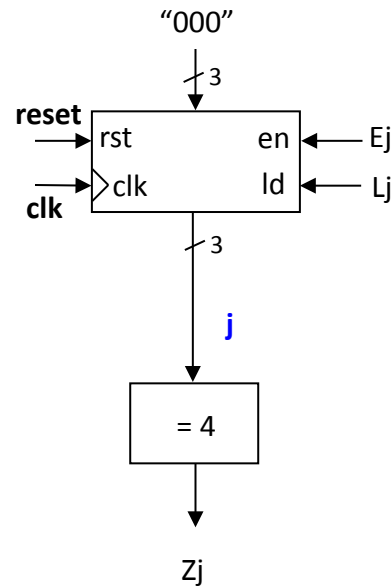 “000”
3
reset
rst
en
Ej
clk
clk
ld
Lj
3
j
= 4
Zj